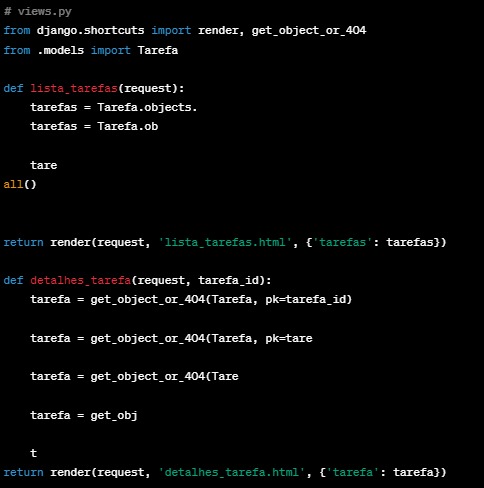 # views.py
from django.shortcuts import render, get_object_or_404
from .models import Tarefa
def lista_tarefas(request):
    tarefas = Tarefa.objects.
    tarefas = Tarefa.ob
    tare
all()
return render(request, 'lista_tarefas.html', {'tarefas': tarefas})
def detalhes_tarefa(request, tarefa_id):
    tarefa = get_object_or_404(Tarefa, pk=tarefa_id)
    tarefa = get_object_or_404(Tarefa, pk=tare
    tarefa = get_object_or_404(Tare
    tarefa = get_obj
    t
return render(request, 'detalhes_tarefa.html', {'tarefa': tarefa})